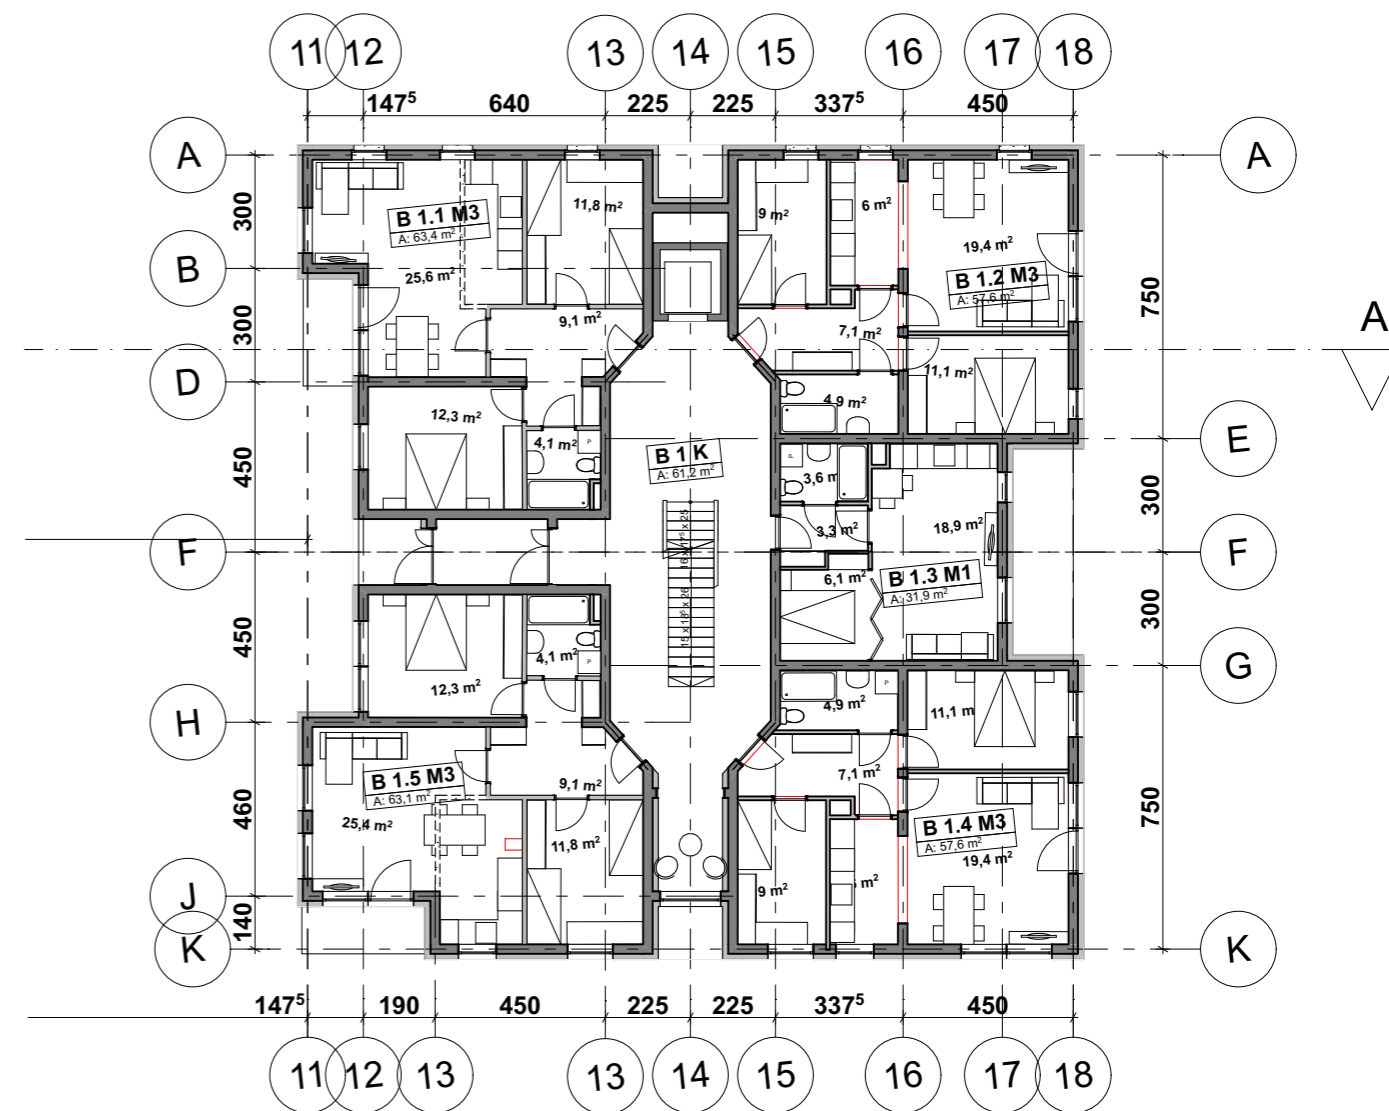 11 12 13 14 15 16 17 18
147⁵ 640 225 225 337⁵ 450
A A
300
B 1.1 M3
A: 63,4 m²
11,8 m²
9 m²
6 m²
19,4 m²
B
25,6 m²
B 1.2 M3
A: 57,6 m²
750
300
9,1 m²
7,1 m²
A
D
11,1 m²
12,3 m²
4,9 m²
4,1 m²
P
E
450
B 1 K
A: 61,2 m²
P
3,6 m
300
16 x 17⁵ x 25
3,3 m²
18,9 m²
F F
6,1 m²
B 1.3 M1
A: 31,9 m²
15 x 18⁵ x 26
450
300
4,1 m²
P
G
12,3 m²
4,9 m²
P
11,1 m
H
B 1.5 M3
A: 63,1 m²
9,1 m²
7,1 m²
460
25,4 m²
11,8 m²
B 1.4 M3
A: 57,6 m²
19,4 m²
750
J
9 m²
m²
140
K K
147⁵ 190 450 225 225 337⁵ 450
11 12 13 13 14 15 16 17 18